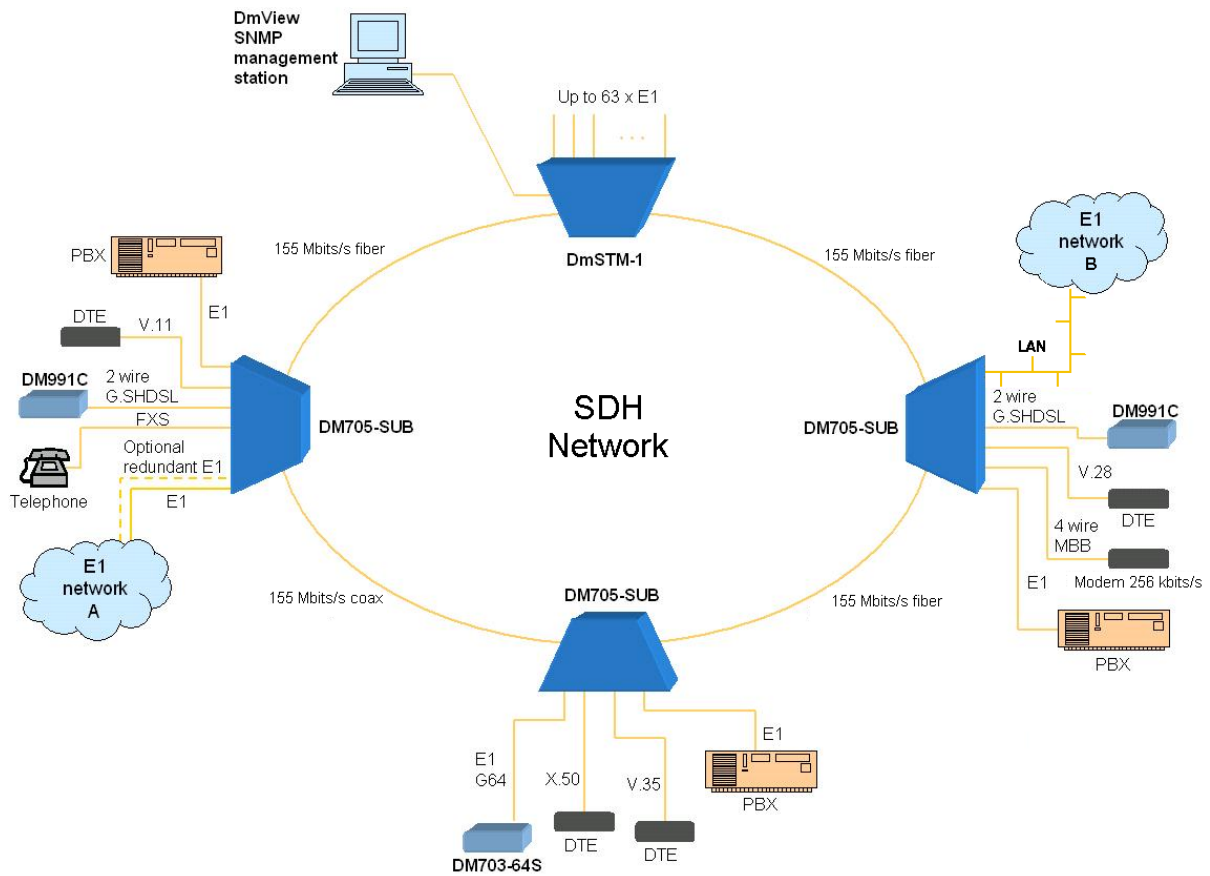 DmView
SNMP
management
station
Up to 63 x E1
...
DmSTM-1
155 Mbits/s fiber
155 Mbits/s fiber
E1
network
B
PBX
E1
DTE
V.11
DM991C
2 wire
G.SHDSL
FXS
Telephone
Optional
redundant E1
E1
E1
network
A
DM705-SUB
SDH
Network
DM705-SUB
LAN
2 wire
G.SHDSL
DM991C
V.28
DTE
4 wire
MBB
Modem 256 kbits/s
E1
PBX
155 Mbits/s coax
DM705-SUB
155 Mbits/s fiber
E1
G64
X.50
V.35
E1
PBX
DM703-64S
DTE
DTE